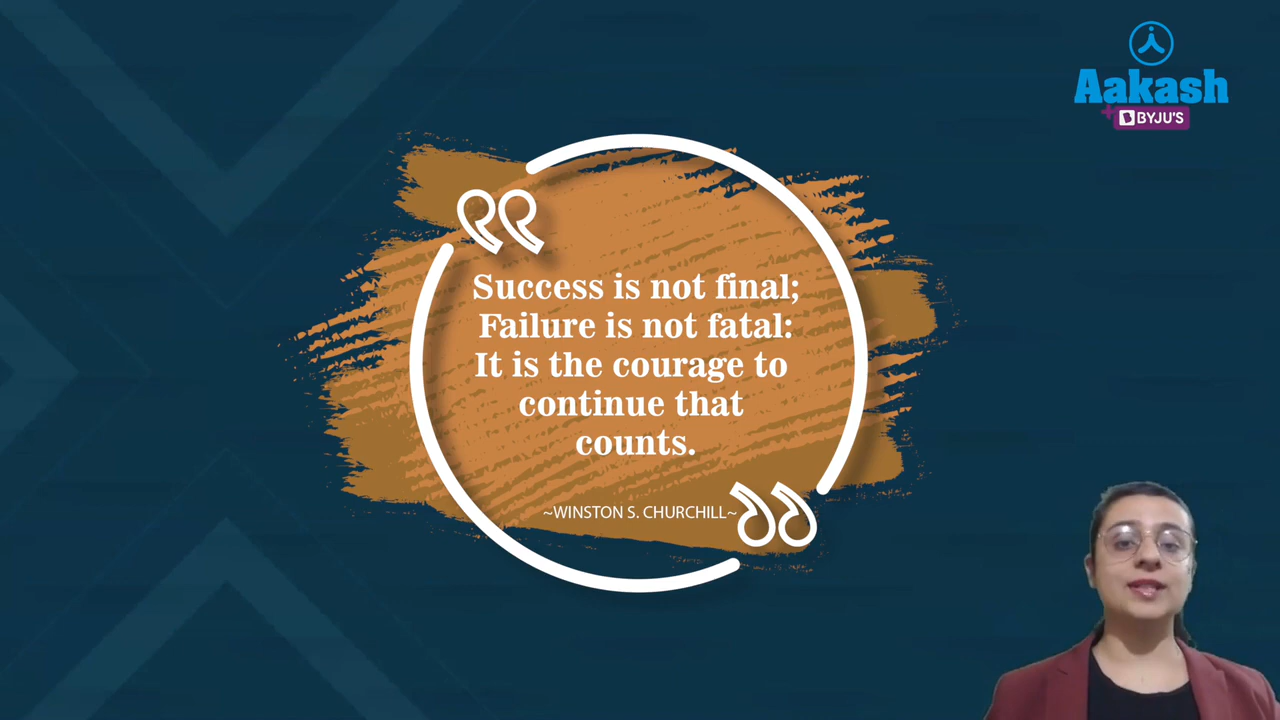 Aakash
+BYJU'S
Success is not final;
Failure is not fatal:
It is the courage to
continue that
counts.
~WINSTON S. CHURCHILL~